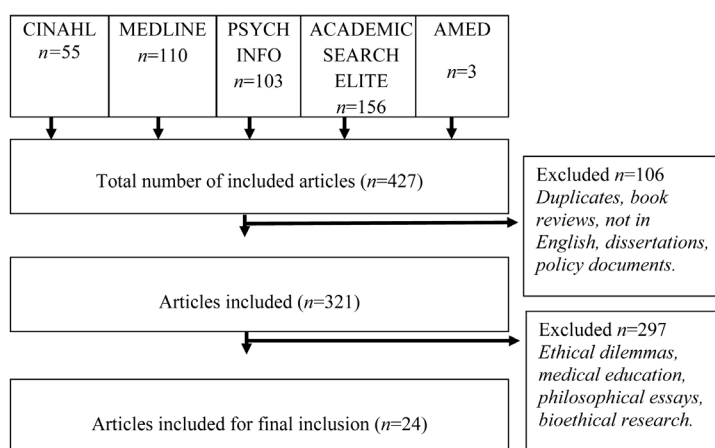 CINAHL
n=55
MEDLINE
n=110
PSYCH
INFO
n=103
ACADEMIC
SEARCH
ELITE
n=156
AMED
n=3
Total number of included articles (n=427)
Excluded n=106
Duplicates, book
reviews, not in
English, dissertations,
policy documents.
Articles included (n=321)
Excluded n=297
Ethical dilemmas,
medical education,
philosophical essays,
bioethical research.
Articles included for final inclusion (n=24)